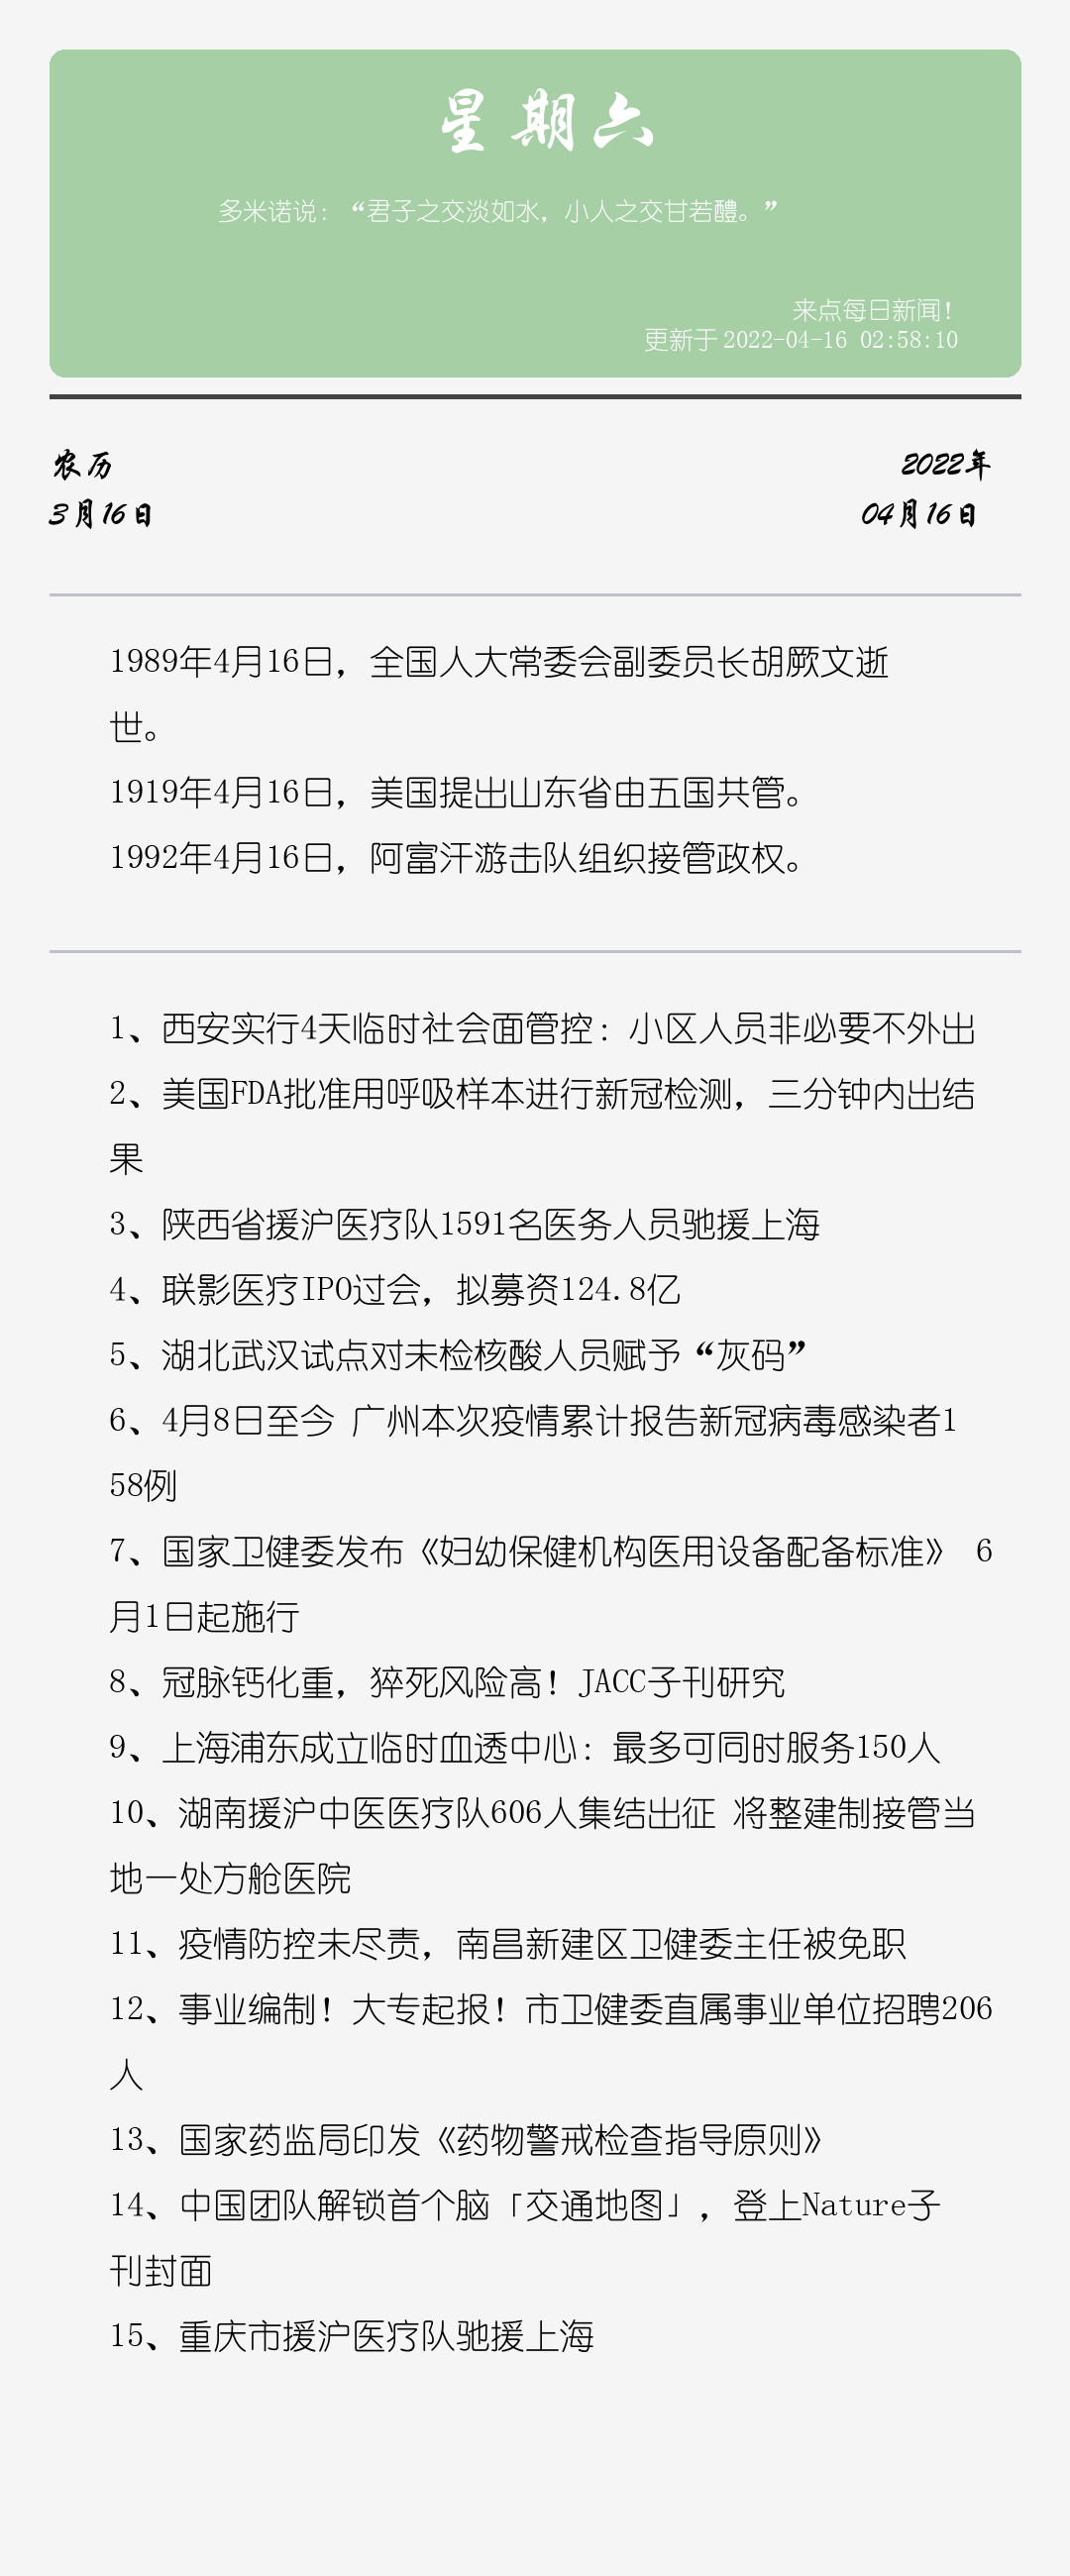 星期六
多米诺说：“君子之交淡如水，小人之交甘若醴。”
来点每日新闻！
更新于 2022-04-16 02:58:10
农历
2022年
3月16日
04月16日
1989年4月16日，全国人大常委会副委员长胡厥文逝
世。
1919年4月16日，美国提出山东省由五国共管。
1992年4月16日，阿富汗游击队组织接管政权。
1、西安实行4天临时社会面管控：小区人员非必要不外出
2、美国FDA批准用呼吸样本进行新冠检测，三分钟内出结
果
3、陕西省援沪医疗队1591名医务人员驰援上海
4、联影医疗IPO过会，拟募资124.8亿
5、湖北武汉试点对未检核酸人员赋予“灰码”
6、4月8日至今 广州本次疫情累计报告新冠病毒感染者1
58例
7、国家卫健委发布《妇幼保健机构医用设备配备标准》 6
月1日起施行
8、冠脉钙化重，猝死风险高！JACC子刊研究
9、上海浦东成立临时血透中心：最多可同时服务150人
10、湖南援沪中医医疗队606人集结出征 将整建制接管当
地一处方舱医院
11、疫情防控未尽责，南昌新建区卫健委主任被免职
12、事业编制！大专起报！市卫健委直属事业单位招聘206
人
13、国家药监局印发《药物警戒检查指导原则》
14、中国团队解锁首个脑「交通地图」，登上Nature子
刊封面
15、重庆市援沪医疗队驰援上海